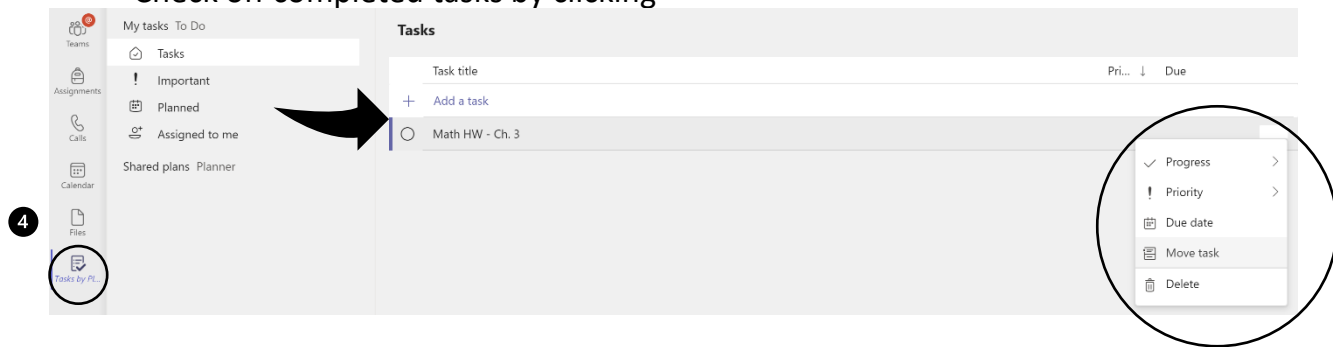 Check off completed tasks by clicking
Teams
Assignments
Calls
Calendar
4
Files
Tasks by Pl...
My tasks To Do
Tasks
Important
Planned
Assigned to me
Shared plans Planner
Tasks
Task title Pri... ↓ Due
+ Add a task
Math HW - Ch. 3
Progress
Priority
Due date
Move task
Delete